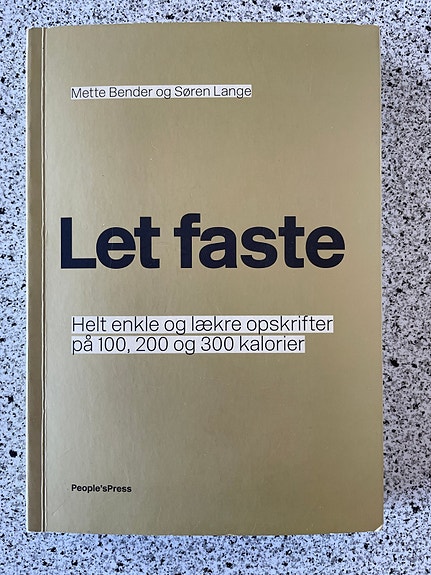 Mette Bender og Søren Lange
Let faste
Helt enkle og lækre opskrifter
på 100, 200 og 300 kalorier
People'sPress